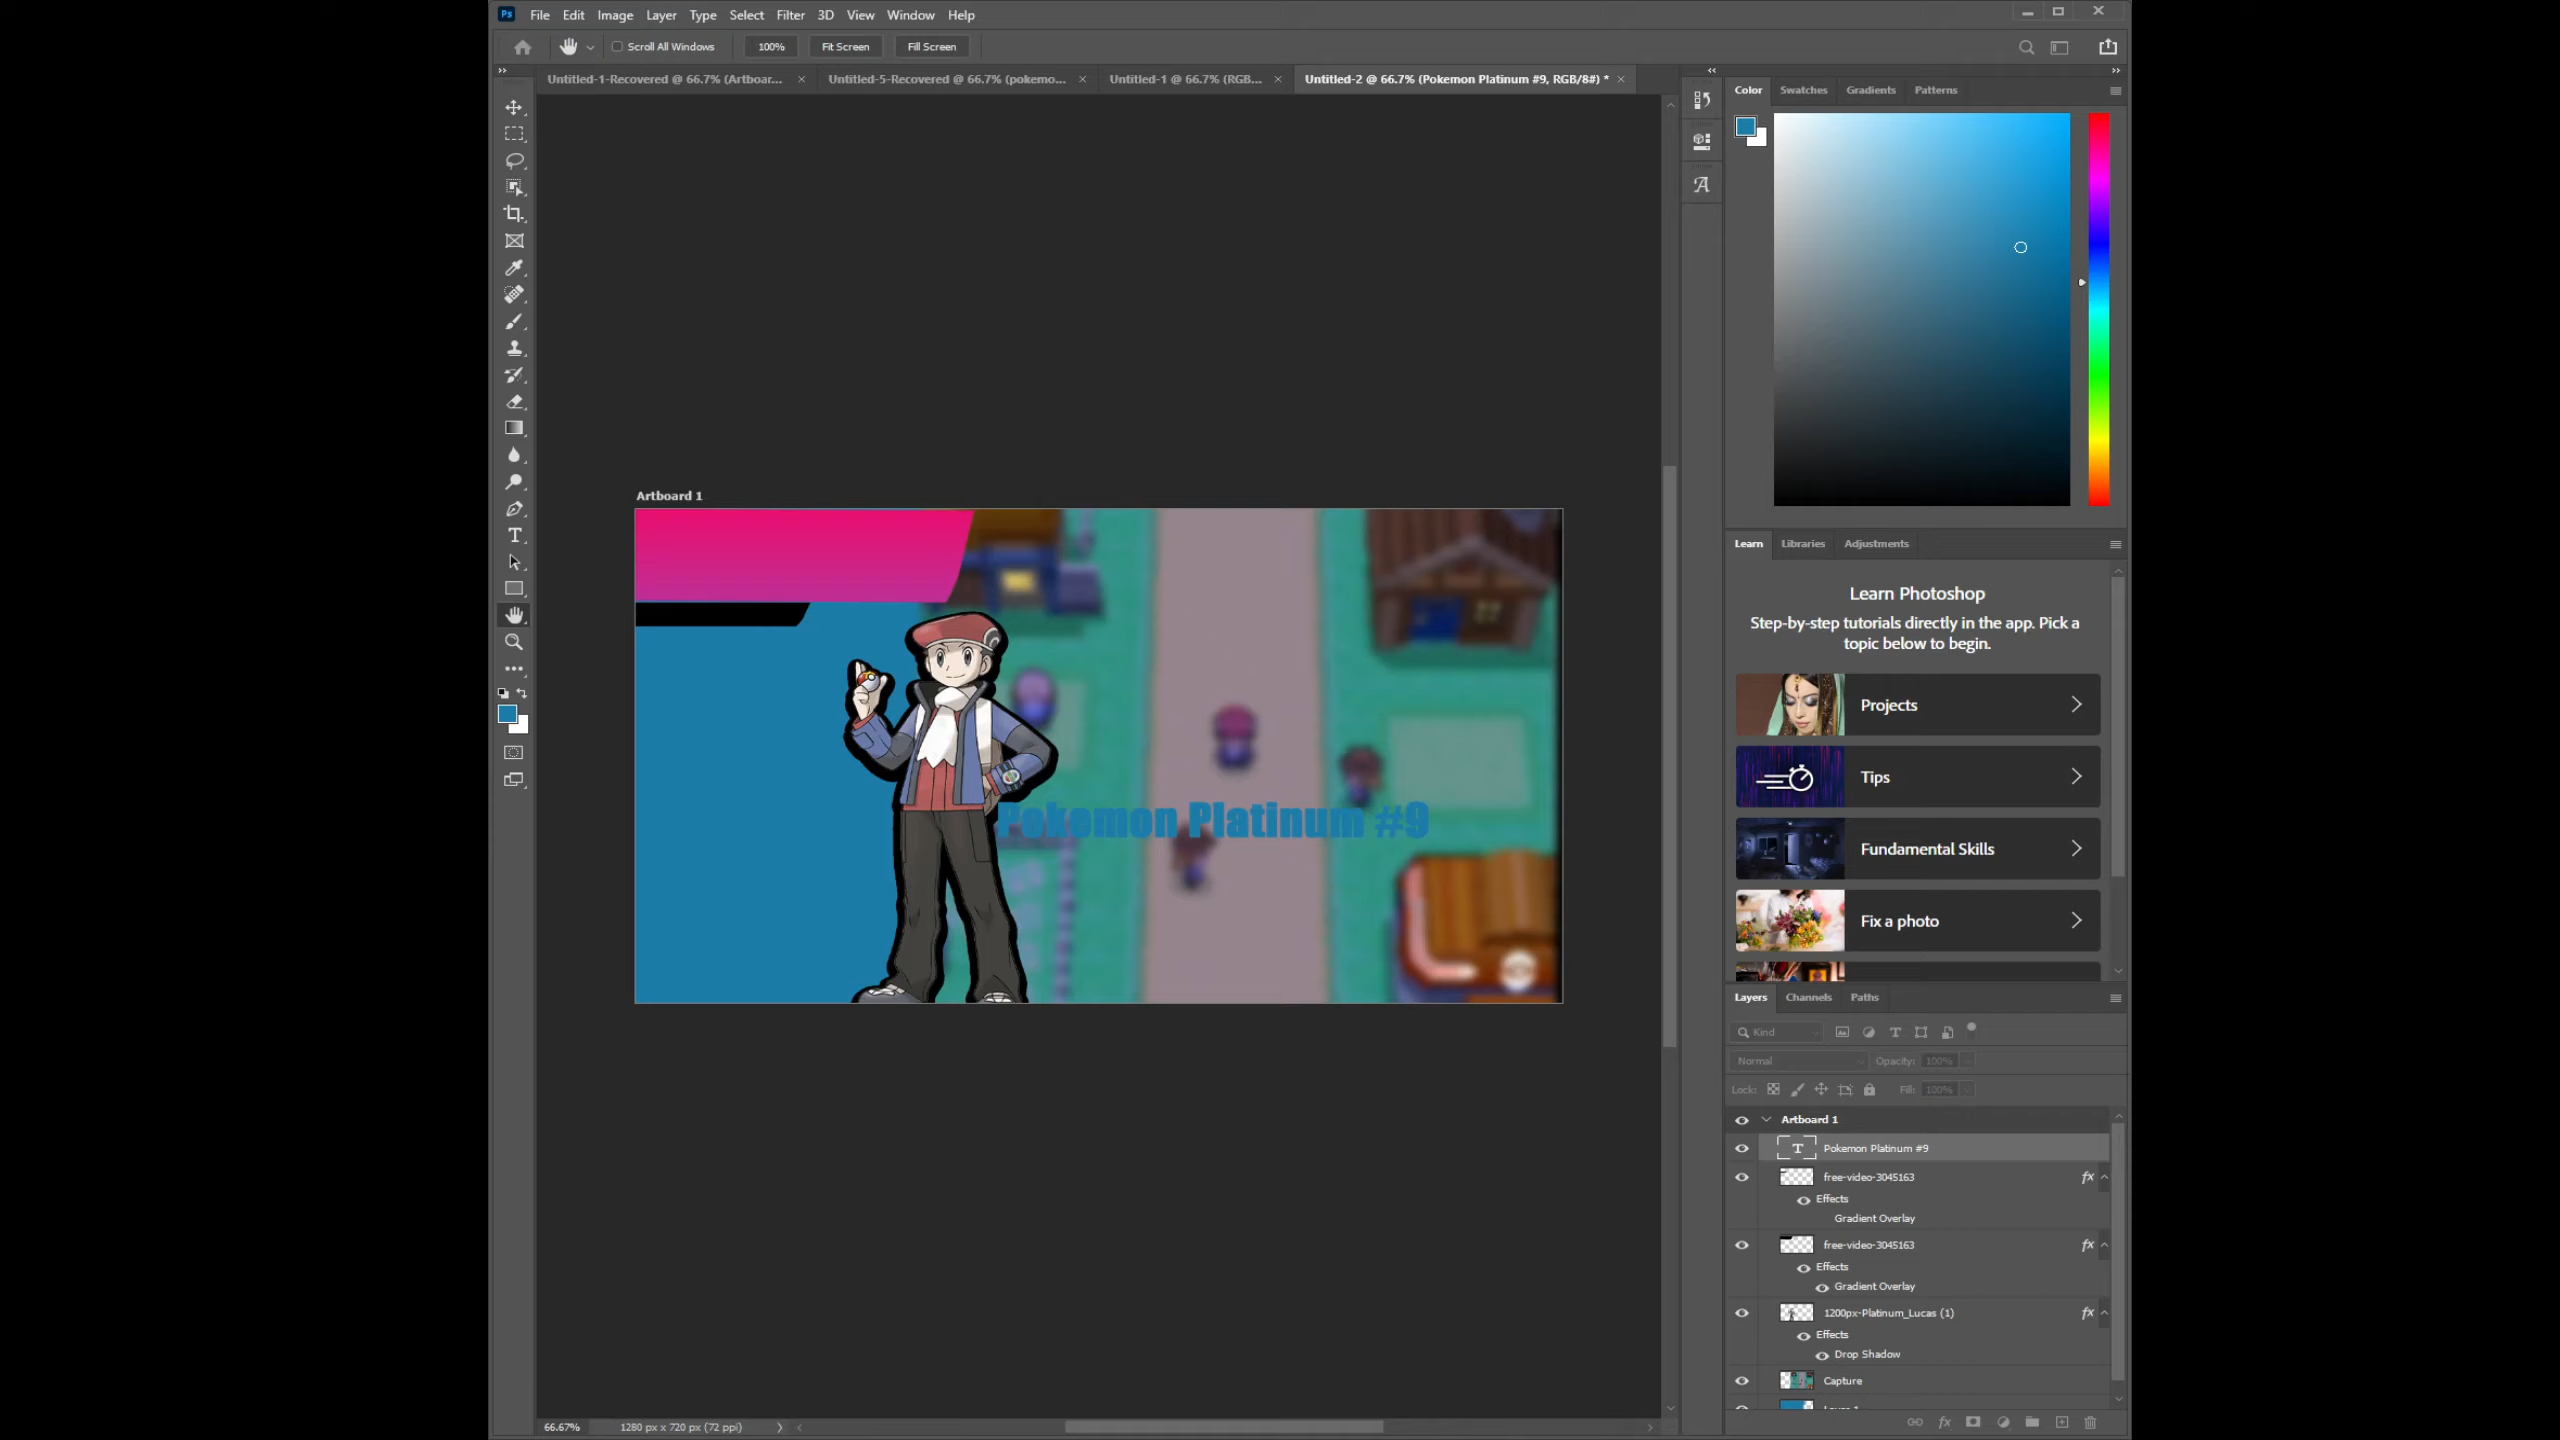 Ps File Edit Image Layer Type Select Filter 3D View Window Help
Scroll All Windows 100% Fit Screen Fill Screen
Untitled-1-Recovered @ 66.7% (Artboar... × Untitled-5-Recovered @ 66.7% (pokemo... × Untitled-1 @ 66.7% (RGB... × Untitled-2 @ 66.7% (Pokemon Platinum #9, RGB/8#) * ×
Color Swatches Gradients Patterns
Artboard 1
Pokemon Platinum #9
Learn Libraries Adjustments
Learn Photoshop
Step-by-step tutorials directly in the app. Pick a
topic below to begin.
Projects
Tips
Fundamental Skills
Fix a photo
Layers Channels Paths
Kind
Normal Opacity: 100%
Lock: Fill: 100%
Artboard 1
T Pokemon Platinum #9
free-video-3045163 fx
Effects
Gradient Overlay
free-video-3045163 fx
Effects
Gradient Overlay
1200px-Platinum_Lucas (1) fx
Effects
Drop Shadow
Capture
66.67% 1280 px x 720 px (72 ppi)